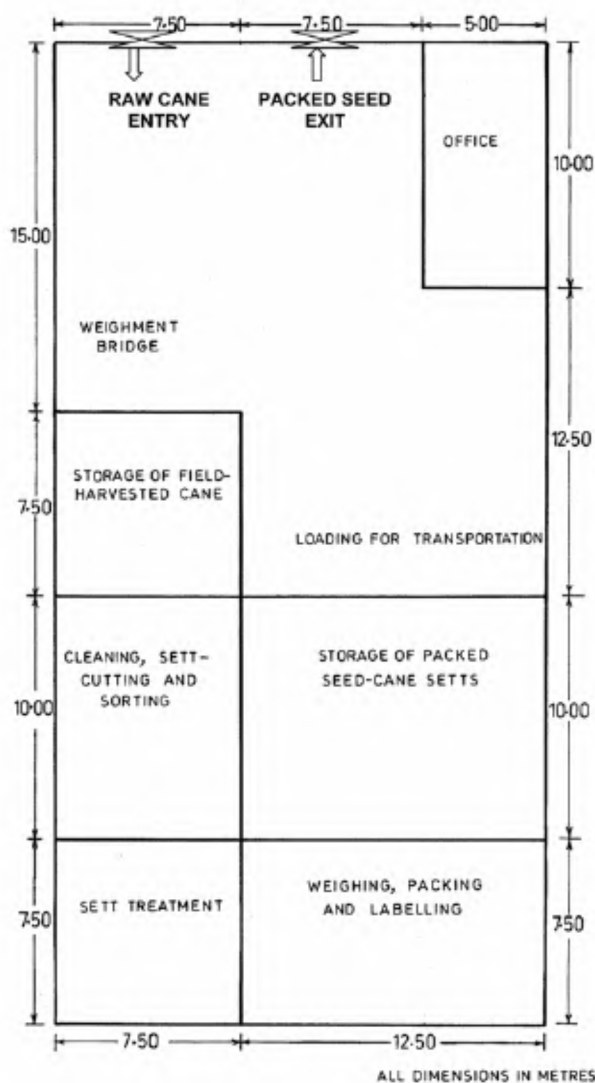 7.50 7.50 5.00
RAW CANE
ENTRY
PACKED SEED
EXIT
OFFICE
10.00
15.00
WEIGHMENT
BRIDGE
12.50
STORAGE OF FIELD-
HARVESTED CANE
7.50
LOADING FOR TRANSPORTATION
CLEANING, SETT-
CUTTING AND
SORTING
STORAGE OF PACKED
SEED-CANE SETTS
10.00
10.00
SETT TREATMENT
WEIGHING, PACKING
AND LABELLING
7.50
7.50
7.50 12.50
ALL DIMENSIONS IN METRES